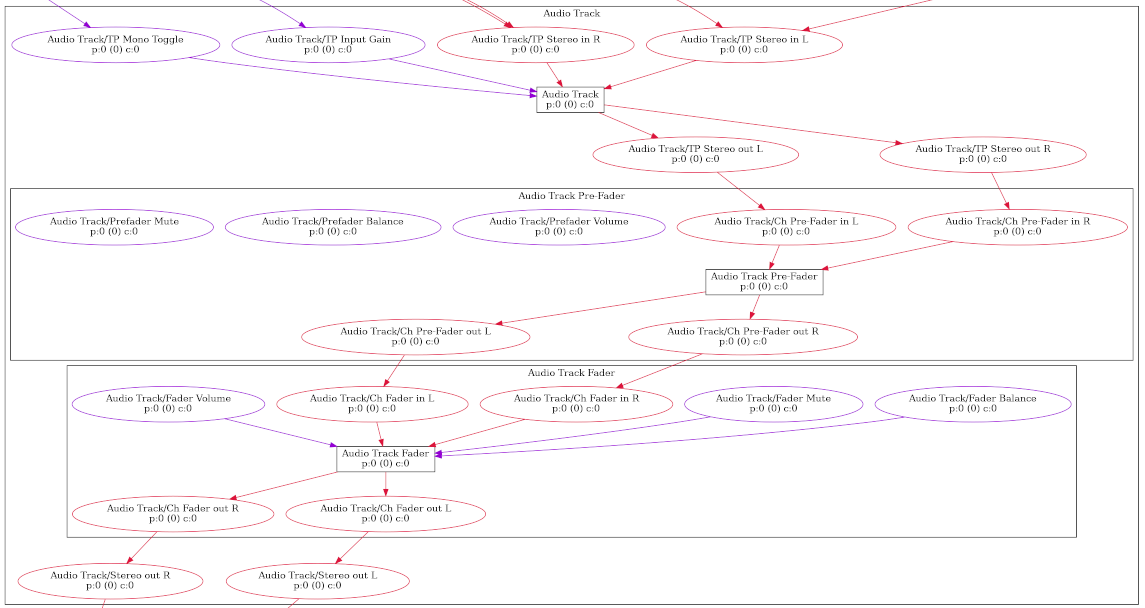 Audio Track
Audio Track/TP Mono Toggle
p:0 (0) c:0
Audio Track/TP Input Gain
p:0 (0) c:0
Audio Track/TP Stereo in R
p:0 (0) c:0
Audio Track/TP Stereo in L
p:0 (0) c:0
Audio Track
p:0 (0) c:0
Audio Track/TP Stereo out L
p:0 (0) c:0
Audio Track/TP Stereo out R
p:0 (0) c:0
Audio Track Pre-Fader
Audio Track/Prefader Mute
p:0 (0) c:0
Audio Track/Prefader Balance
p:0 (0) c:0
Audio Track/Prefader Volume
p:0 (0) c:0
Audio Track/Ch Pre-Fader in L
p:0 (0) c:0
Audio Track/Ch Pre-Fader in R
p:0 (0) c:0
Audio Track Pre-Fader
p:0 (0) c:0
Audio Track/Ch Pre-Fader out L
p:0 (0) c:0
Audio Track/Ch Pre-Fader out R
p:0 (0) c:0
Audio Track Fader
Audio Track/Fader Volume
p:0 (0) c:0
Audio Track/Ch Fader in L
p:0 (0) c:0
Audio Track/Ch Fader in R
p:0 (0) c:0
Audio Track/Fader Mute
p:0 (0) c:0
Audio Track/Fader Balance
p:0 (0) c:0
Audio Track Fader
p:0 (0) c:0
Audio Track/Ch Fader out R
p:0 (0) c:0
Audio Track/Ch Fader out L
p:0 (0) c:0
Audio Track/Stereo out R
p:0 (0) c:0
Audio Track/Stereo out L
p:0 (0) c:0